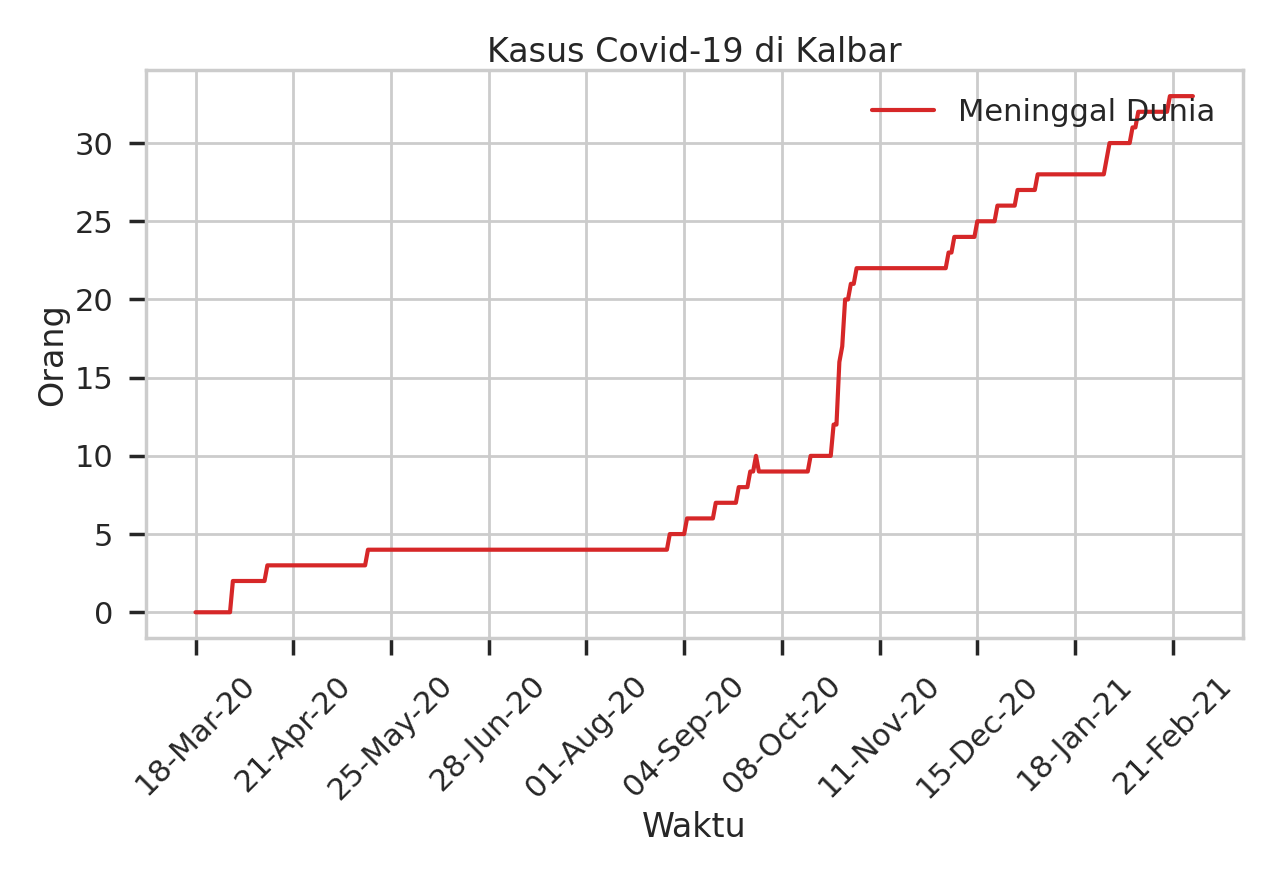 Kasus Covid-19 di Kalbar
Meninggal Dunia
Orang
30
25
20
15
10
5
0
18-Mar-20
21-Apr-20
25-May-20
28-Jun-20
01-Aug-20
04-Sep-20
08-Oct-20
11-Nov-20
15-Dec-20
18-Jan-21
21-Feb-21
Waktu